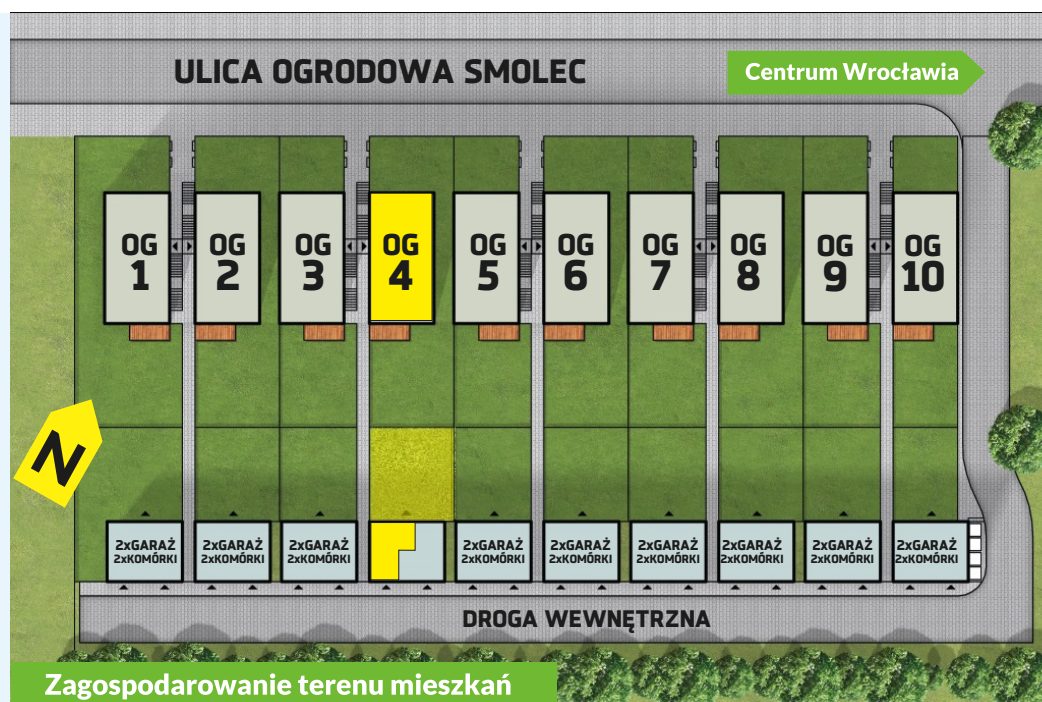 ULICA OGRODOWA SMOLEC
Centrum Wrocławia
OG
1
OG
2
OG
3
OG
4
OG
5
OG
6
OG
7
OG
8
OG
9
OG
10
N
2xGARAŻ
2xKOMÓRKI
2xGARAŻ
2xKOMÓRKI
2xGARAŻ
2xKOMÓRKI
2xGARAŻ
2xKOMÓRKI
2xGARAŻ
2xKOMÓRKI
2xGARAŻ
2xKOMÓRKI
2xGARAŻ
2xKOMÓRKI
2xGARAŻ
2xKOMÓRKI
2xGARAŻ
2xKOMÓRKI
DROGA WEWNĘTRZNA
Zagospodarowanie terenu mieszkań